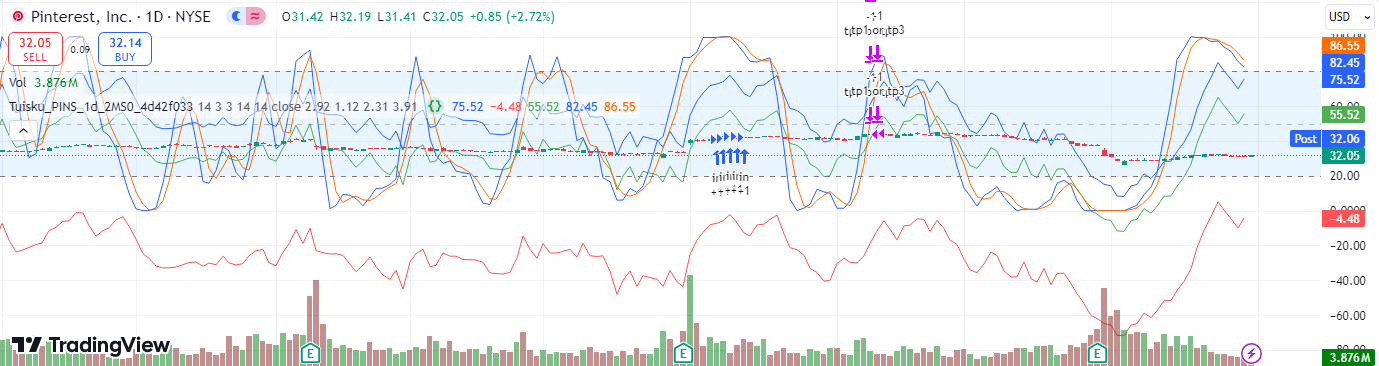 Pinterest, Inc. · 1D · NYSE O31.42 H32.19 L31.41 C32.05 +0.85 (+2.72%)
USD
32.05 0.09 32.14
SELL BUY
Vol 3.876M
Tuisku_PINS_1d_2MS0_4d42f033 14 3 3 14 14 close 2.92 1.12 2.31 3.91 {} 75.52 −4.48 55.52 82.45 86.55
86.55
82.45
75.52
55.52
Post 32.06
32.05
20.00
0.0000
−4.48
−20.00
−40.00
−60.00
3.876M
E E E
TradingView